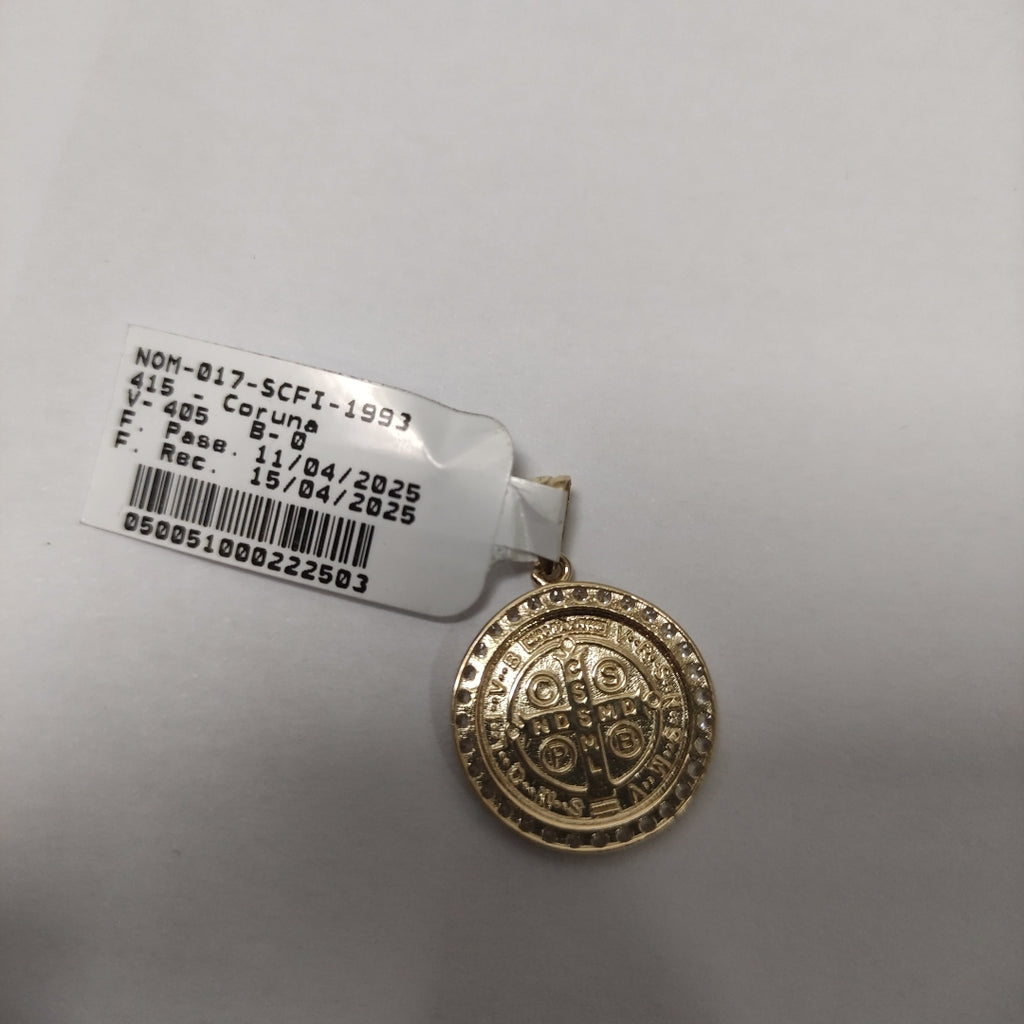 NOM-017-SCFI-1993
415 - Coruna
V- 405 B- 0
F. Pase. 11/04/2025
F. Rec. 15/04/2025
050051000222503
C S
C
S
S
M
L
N D S M D
P B
V B